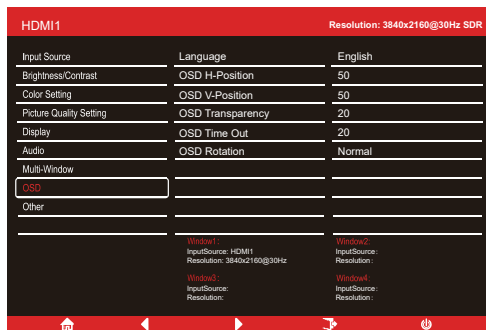 HDMI1
Resolution: 3840x2160@30Hz SDR
Input Source
Language English
Brightness/Contrast
OSD H-Position 50
Color Setting
OSD V-Position 50
Picture Quality Setting
OSD Transparency 20
Display
OSD Time Out 20
Audio
OSD Rotation Normal
Multi-Window
OSD
Other
Window1:
InputSource: HDMI1
Resolution: 3840x2160@30Hz
Window2:
InputSource:
Resolution:
Window3:
InputSource:
Resolution:
Window4:
InputSource:
Resolution: